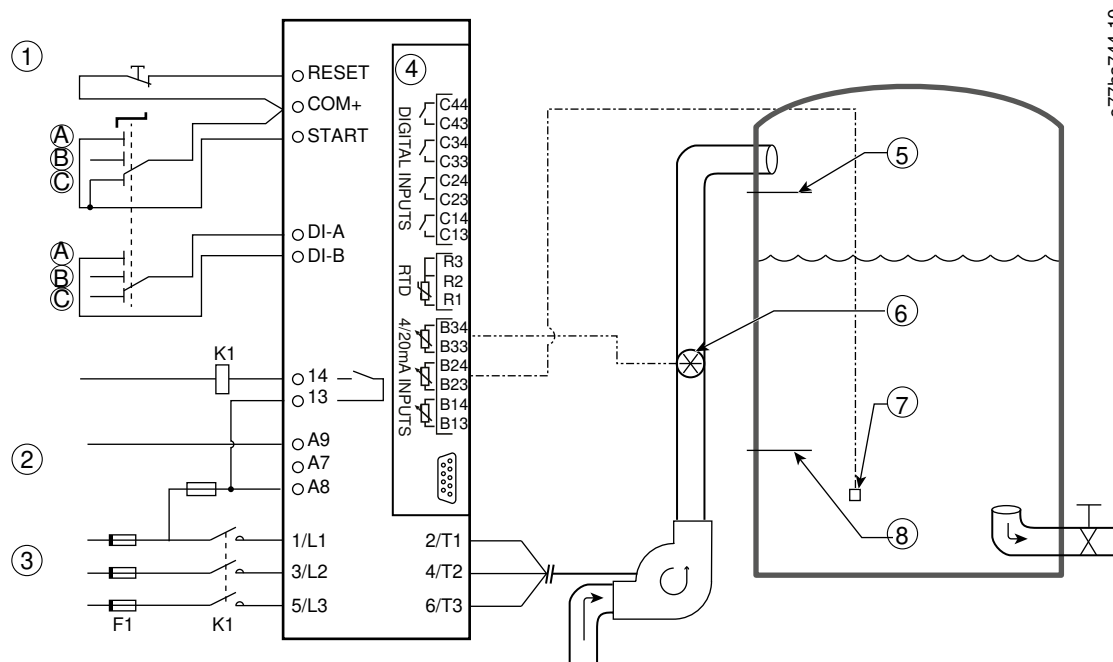 1
RESET
COM+
START
A
B
C
DI-A
DI-B
A
B
C
K1
14
13
2
A9
A7
A8
3
1/L1
3/L2
5/L3
F1
K1
2/T1
4/T2
6/T3
4
DIGITAL INPUTS
C44
C43
C34
C33
C24
C23
C14
C13
RTD
R3
R2
R1
4/20mA INPUTS
B34
B33
B24
B23
B14
B13
5
6
7
8